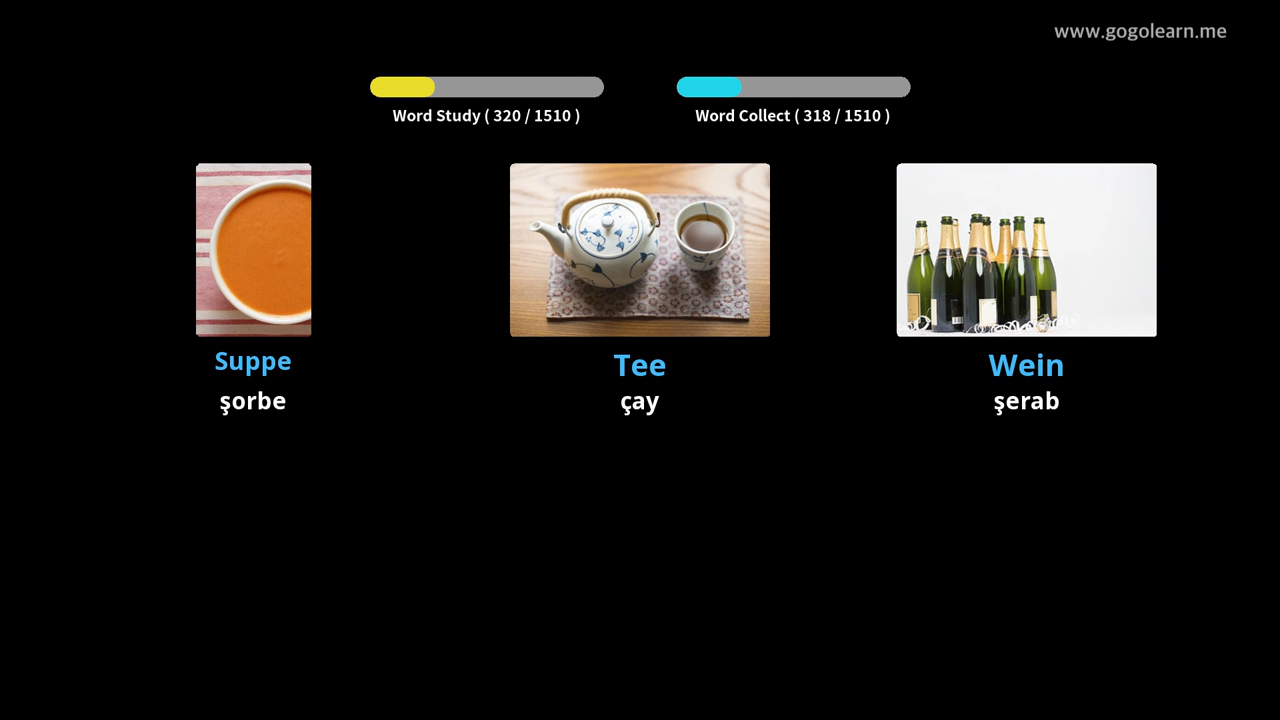 www.gogolearn.me
Word Study ( 320 / 1510 )
Word Collect ( 318 / 1510 )
Suppe
şorbe
Tee
çay
Wein
şerab